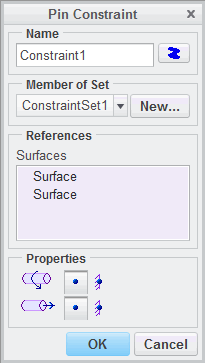 Pin Constraint
Name
Constraint1
Member of Set
ConstraintSet1
New...
References
Surfaces
Surface
Surface
Properties
OK
Cancel